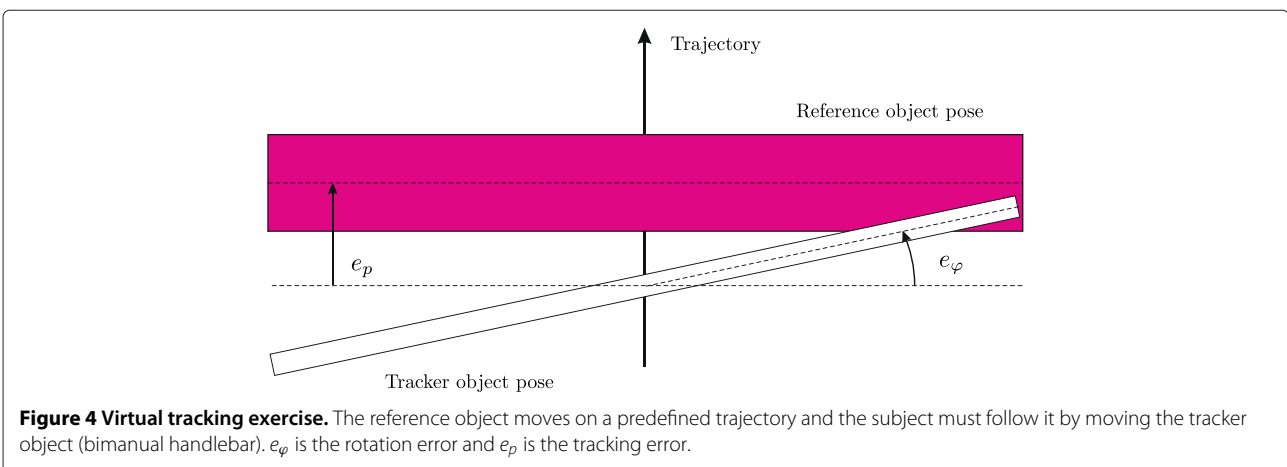 Trajectory
Reference object pose
e_p
e_φ
Tracker object pose
Figure 4 Virtual tracking exercise. The reference object moves on a predefined trajectory and the subject must follow it by moving the tracker
object (bimanual handlebar). e_φ is the rotation error and e_p is the tracking error.